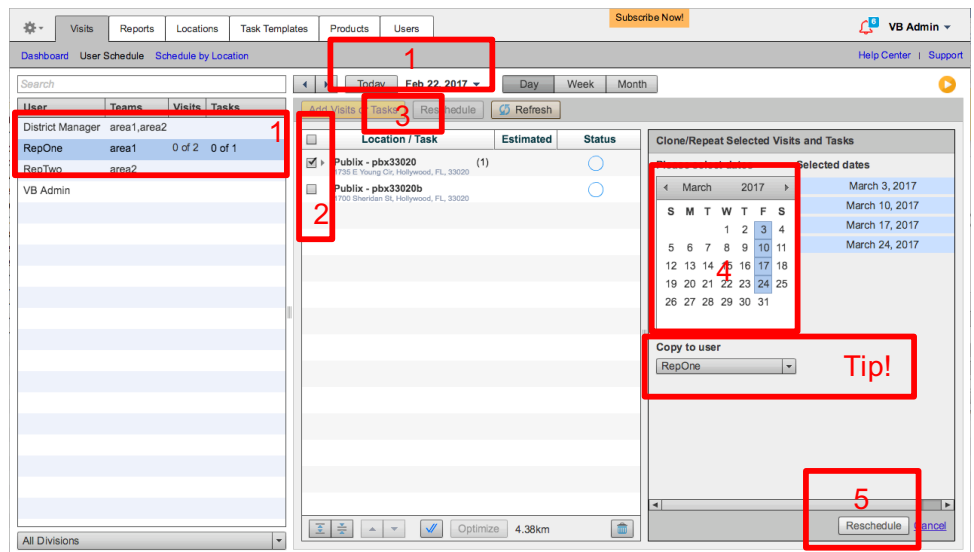 Subscribe Now!
Visits Reports Locations Task Templates Products Users
6 VB Admin
Dashboard User Schedule Schedule by Location
Help Center | Support
1
Search
Today Feb 22, 2017 Day Week Month
User Teams Visits Tasks
District Manager area1,area2
RepOne area1 0 of 2 0 of 1
RepTwo area2
VB Admin
1
All Divisions
Add Visits or Tasks Reschedule Refresh
3
Location / Task Estimated Status
Publix - pbx33020 (1)
1735 E Young Cir, Hollywood, FL, 33020
Publix - pbx33020b
1700 Sheridan St, Hollywood, FL, 33020
2
Optimize 4.38km
Clone/Repeat Selected Visits and Tasks
Please select dates Selected dates
March 2017
S M T W T F S
1 2 3 4
5 6 7 8 9 10 11
12 13 14 15 16 17 18
19 20 21 22 23 24 25
26 27 28 29 30 31
4
March 3, 2017
March 10, 2017
March 17, 2017
March 24, 2017
Copy to user
RepOne
Tip!
5
Reschedule Cancel